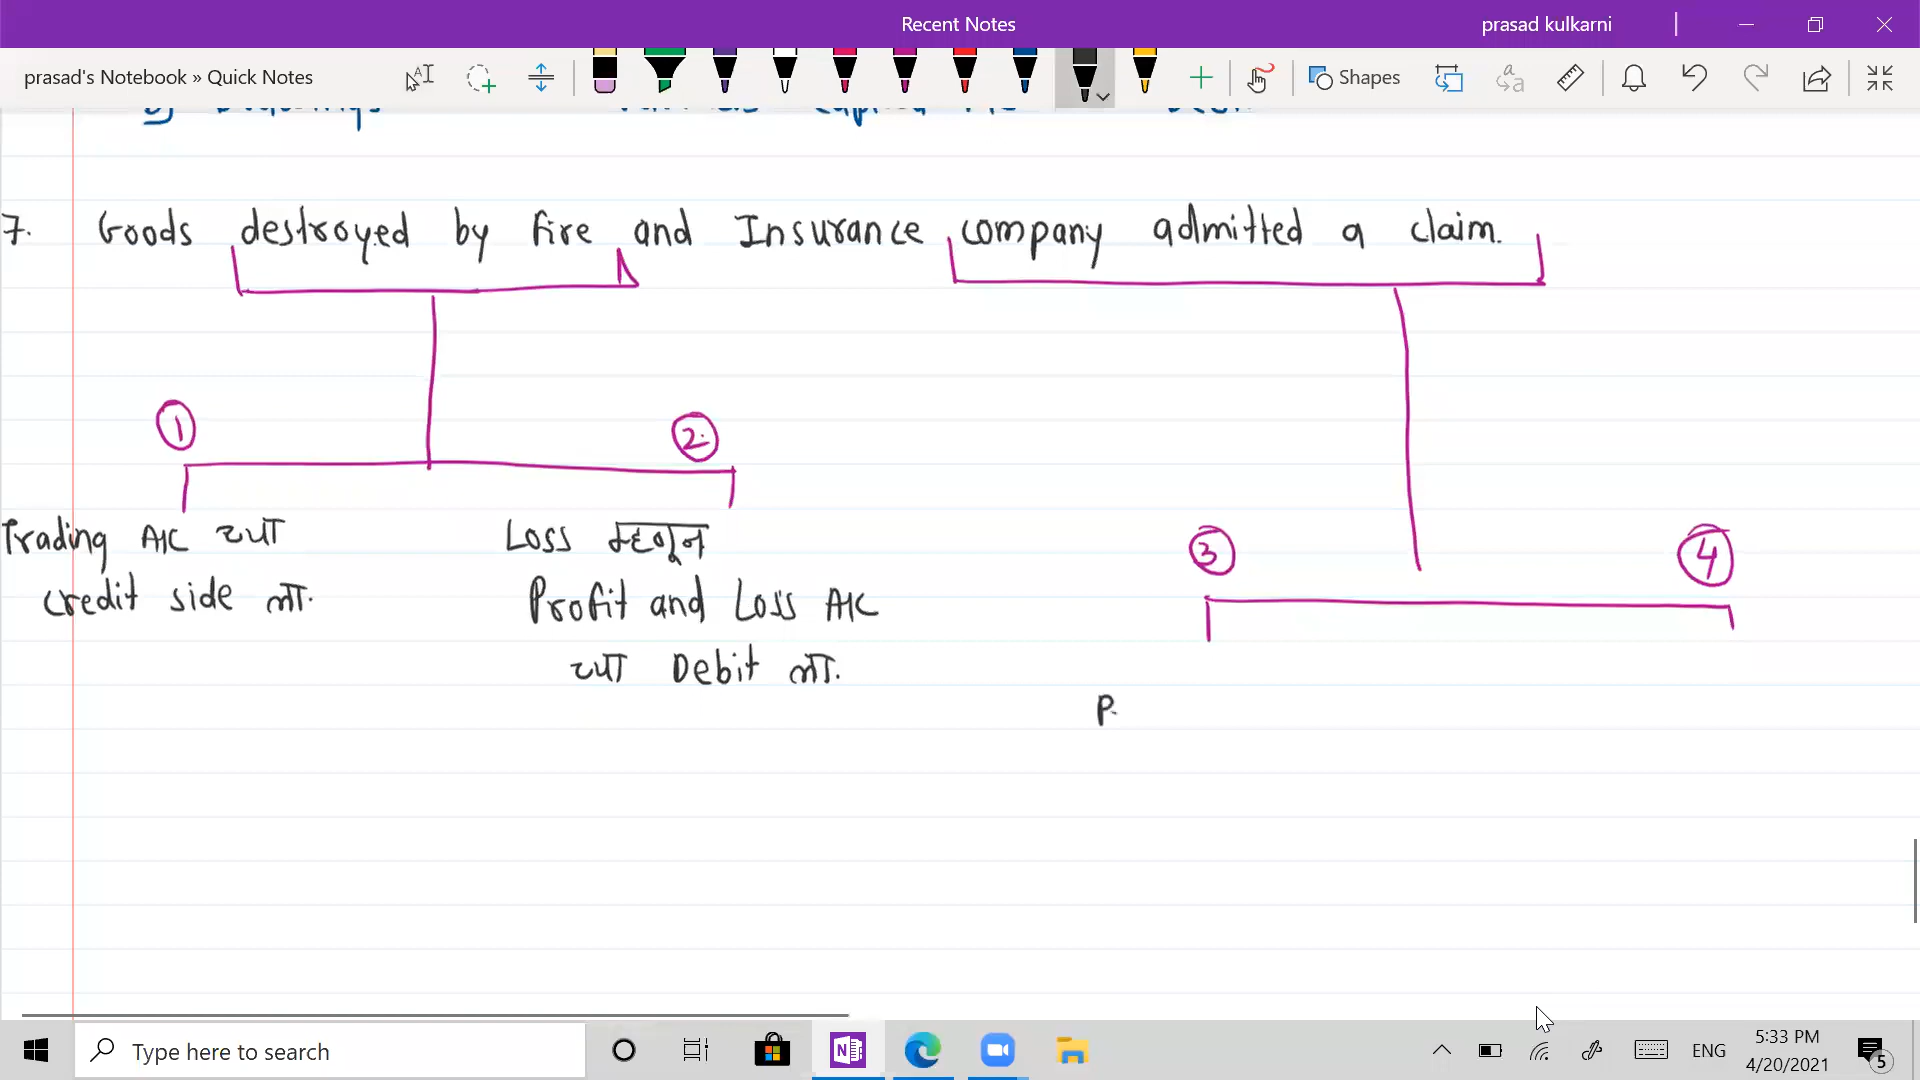 Recent Notes
prasad kulkarni
prasad's Notebook » Quick Notes
Shapes
7. Goods destroyed by fire and Insurance company admitted a claim.
1
2.
3
4
Trading A/C च्या
credit side ला.
Loss म्हणून
Profit and Loss A/C
च्या Debit ला.
P.
Type here to search
ENG
5:33 PM
4/20/2021
5